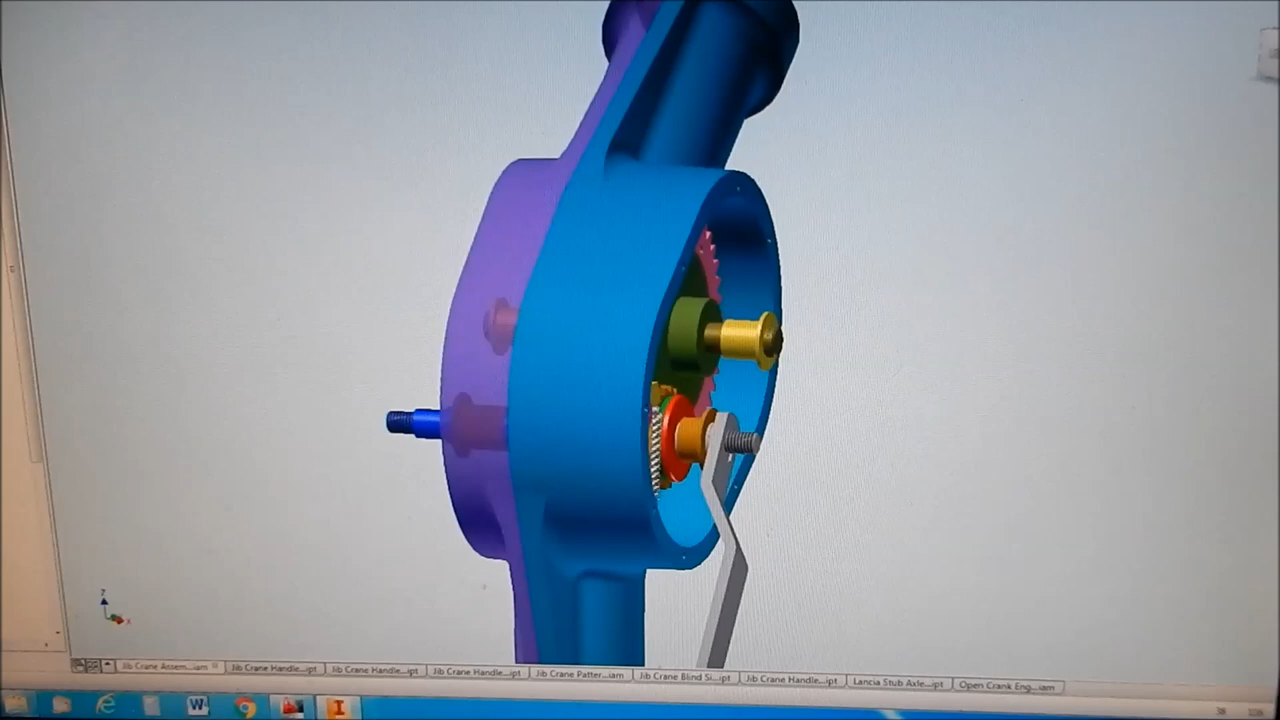 Z
x
Jib Crane Assem...iam
Jib Crane Handle...ipt
Jib Crane Handle...ipt
Jib Crane Handle...ipt
Jib Crane Patter...iam
Jib Crane Blind Si...ipt
Jib Crane Handle...ipt
Lancia Stub Axle...ipt
Open Crank Eng...iam
W
I